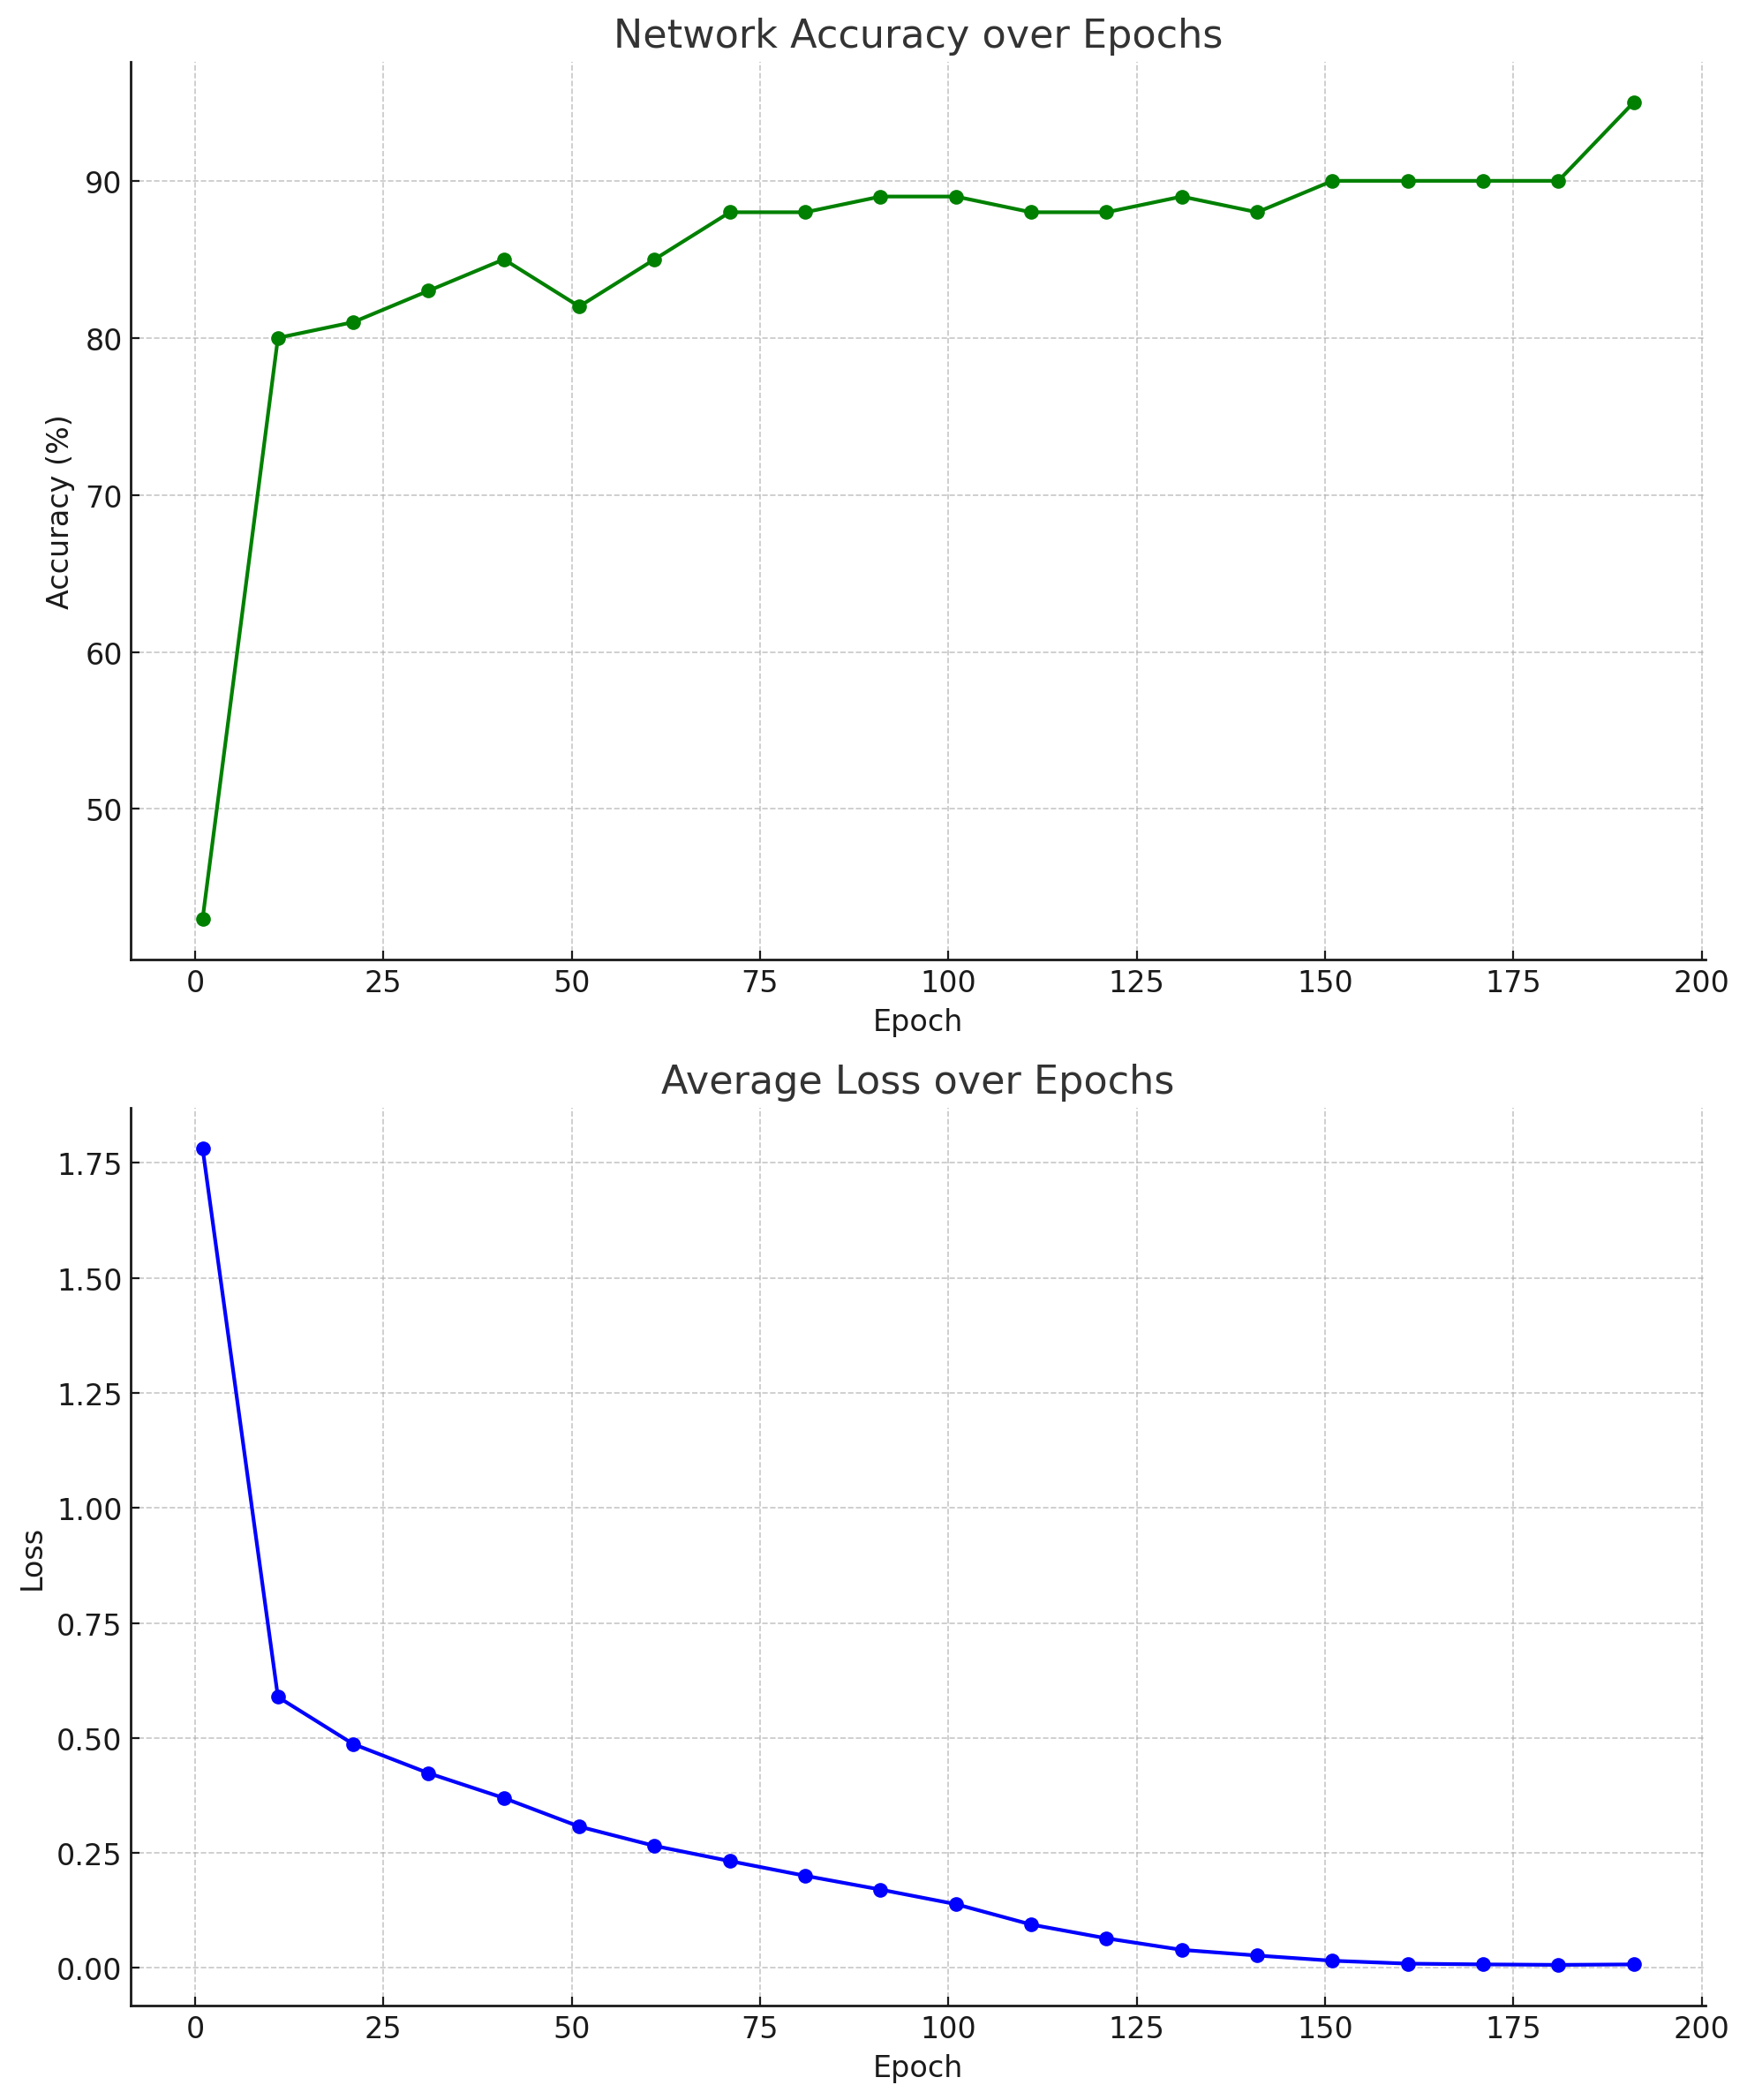 Network Accuracy over Epochs
90
80
70
60
50
Accuracy (%)
0 25 50 75 100 125 150 175 200
Epoch
Average Loss over Epochs
1.75
1.50
1.25
1.00
0.75
0.50
0.25
0.00
Loss
0 25 50 75 100 125 150 175 200
Epoch